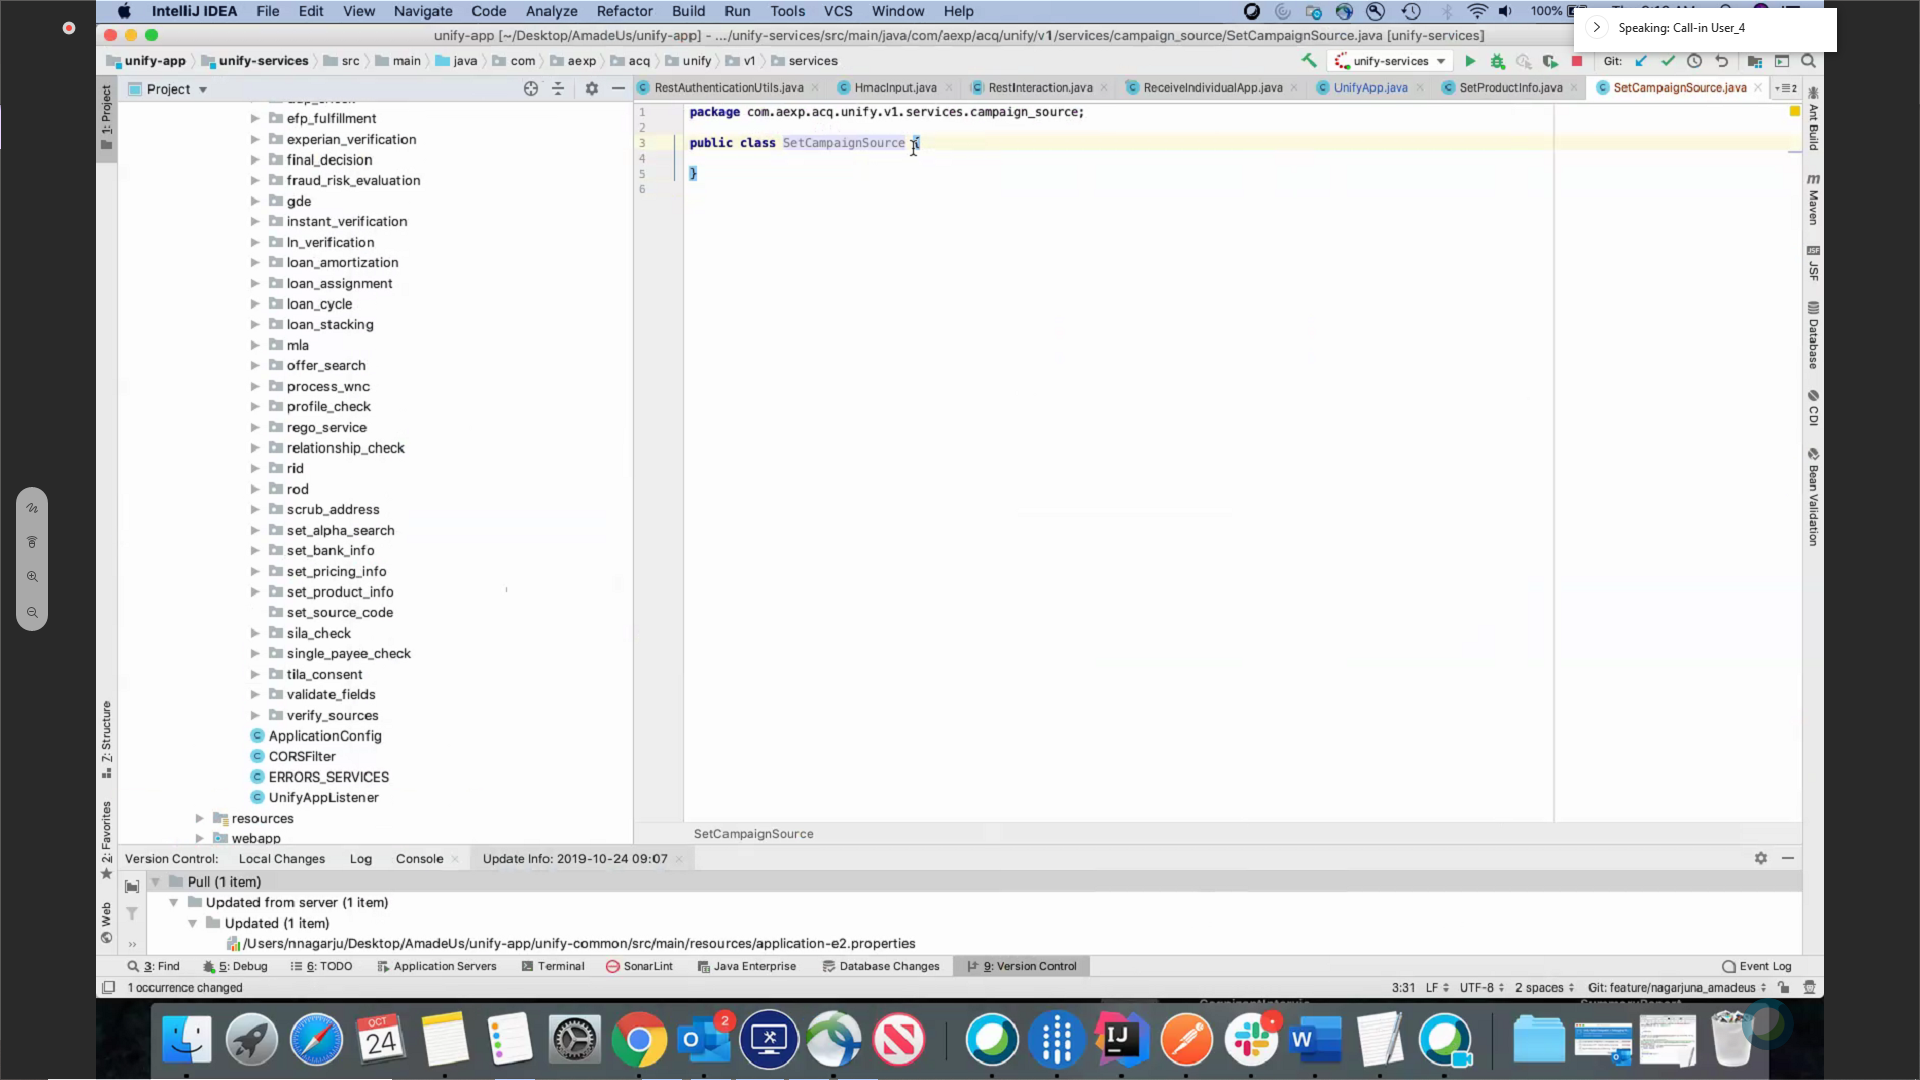 IntelliJ IDEA File Edit View Navigate Code Analyze Refactor Build Run Tools VCS Window Help 100%
Speaking: Call-in User_4
unify-app [~/Desktop/AmadeUs/unify-app] - .../unify-services/src/main/java/com/aexp/acq/unify/v1/services/campaign_source/SetCampaignSource.java [unify-services]
unify-app unify-services src main java com aexp acq unify v1 services unify-services Git:
Project
RestAuthenticationUtils.java HmacInput.java RestInteraction.java ReceiveIndividualApp.java UnifyApp.java SetProductInfo.java SetCampaignSource.java
1 package com.aexp.acq.unify.v1.services.campaign_source;
2
3 public class SetCampaignSource {
4
5 }
6
efp_fulfillment
experian_verification
final_decision
fraud_risk_evaluation
gde
instant_verification
ln_verification
loan_amortization
loan_assignment
loan_cycle
loan_stacking
mla
offer_search
process_wnc
profile_check
rego_service
relationship_check
rid
rod
scrub_address
set_alpha_search
set_bank_info
set_pricing_info
set_product_info
set_source_code
sila_check
single_payee_check
tila_consent
validate_fields
verify_sources
ApplicationConfig
CORSFilter
ERRORS_SERVICES
UnifyAppListener
resources
webapp
1: Project
7: Structure
2: Favorites
Web
Ant Build
Maven
JSF
JSF
Database
CDI
Bean Validation
SetCampaignSource
Version Control: Local Changes Log Console Update Info: 2019-10-24 09:07
Pull (1 item)
Updated from server (1 item)
Updated (1 item)
/Users/nnagarju/Desktop/AmadeUs/unify-app/unify-common/src/main/resources/application-e2.properties
3: Find 5: Debug 6: TODO Application Servers Terminal SonarLint Java Enterprise Database Changes 9: Version Control Event Log
1 occurrence changed 3:31 LF UTF-8 2 spaces Git: feature/nagarjuna_amadeus
OCT
24
2
IJ
W